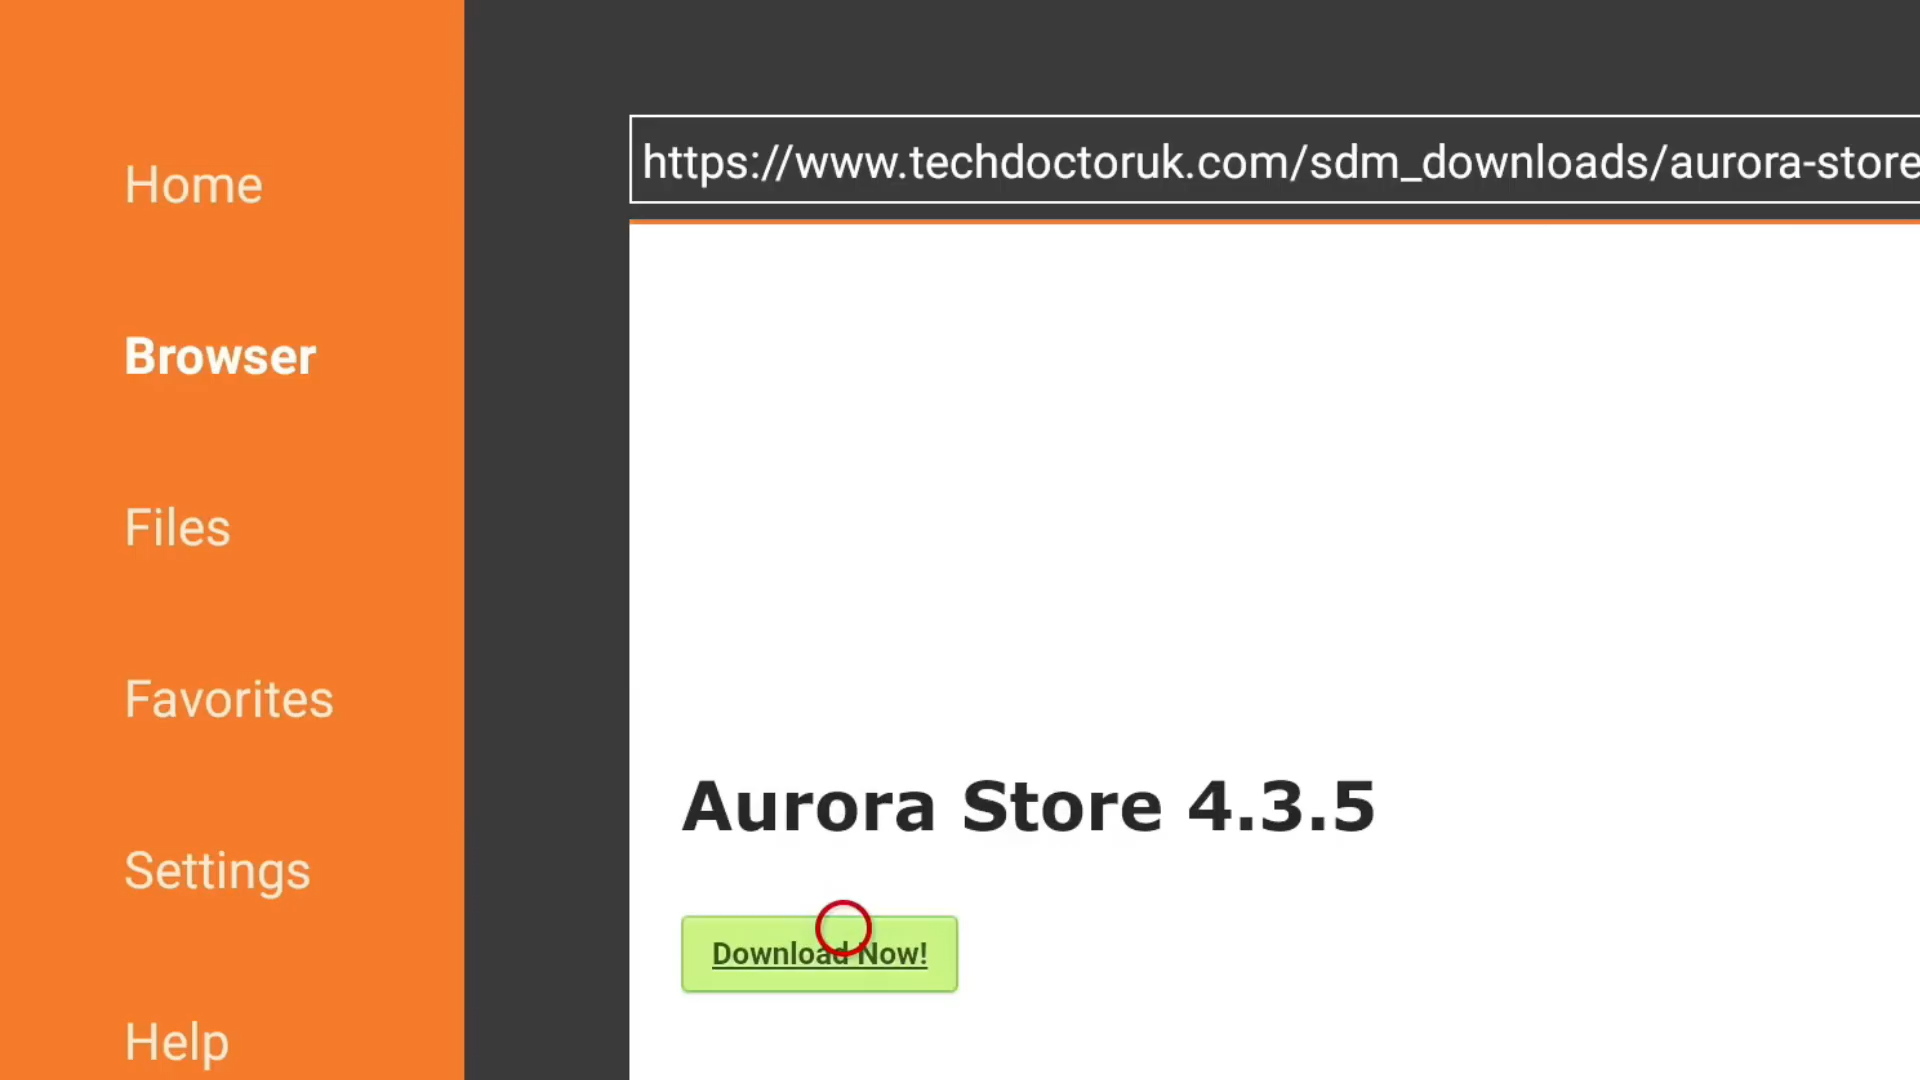 Home
Browser
Files
Favorites
Settings
Help
https://www.techdoctoruk.com/sdm_downloads/aurora-store
Aurora Store 4.3.5
Download Now!